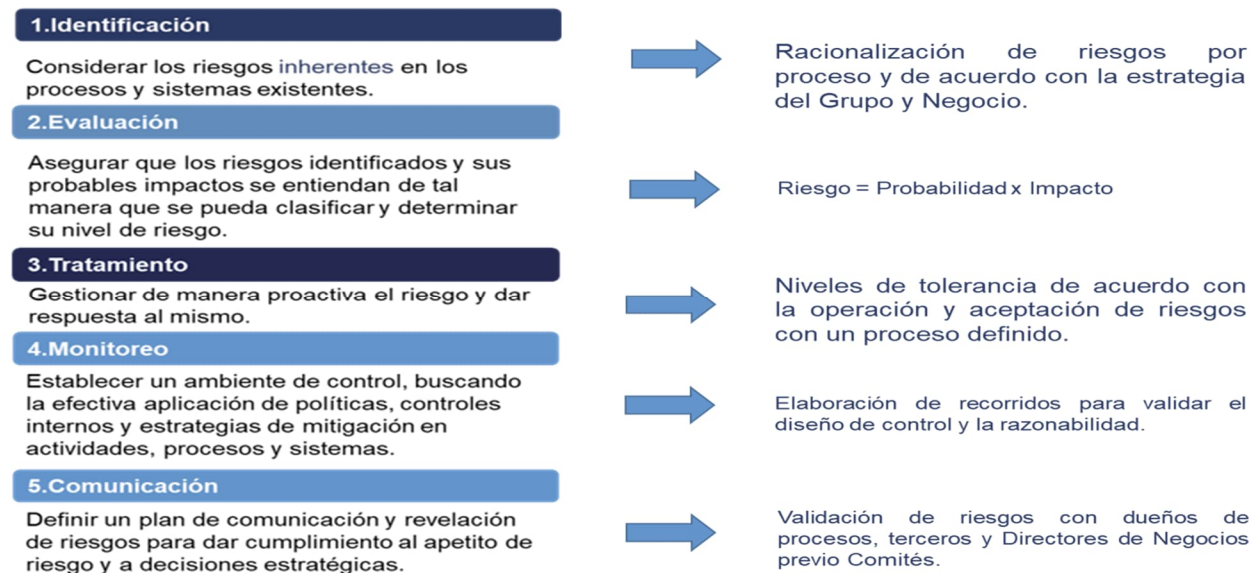 1.Identificación
Considerar los riesgos inherentes en los
procesos y sistemas existentes.
Racionalización de riesgos por
proceso y de acuerdo con la estrategia
del Grupo y Negocio.
2.Evaluación
Asegurar que los riesgos identificados y sus
probables impactos se entiendan de tal
manera que se pueda clasificar y determinar
su nivel de riesgo.
Riesgo = Probabilidad x Impacto
3.Tratamiento
Gestionar de manera proactiva el riesgo y dar
respuesta al mismo.
Niveles de tolerancia de acuerdo con
la operación y aceptación de riesgos
con un proceso definido.
4.Monitoreo
Establecer un ambiente de control, buscando
la efectiva aplicación de políticas, controles
internos y estrategias de mitigación en
actividades, procesos y sistemas.
Elaboración de recorridos para validar el
diseño de control y la razonabilidad.
5.Comunicación
Definir un plan de comunicación y revelación
de riesgos para dar cumplimiento al apetito de
riesgo y a decisiones estratégicas.
Validación de riesgos con dueños de
procesos, terceros y Directores de Negocios
previo Comités.